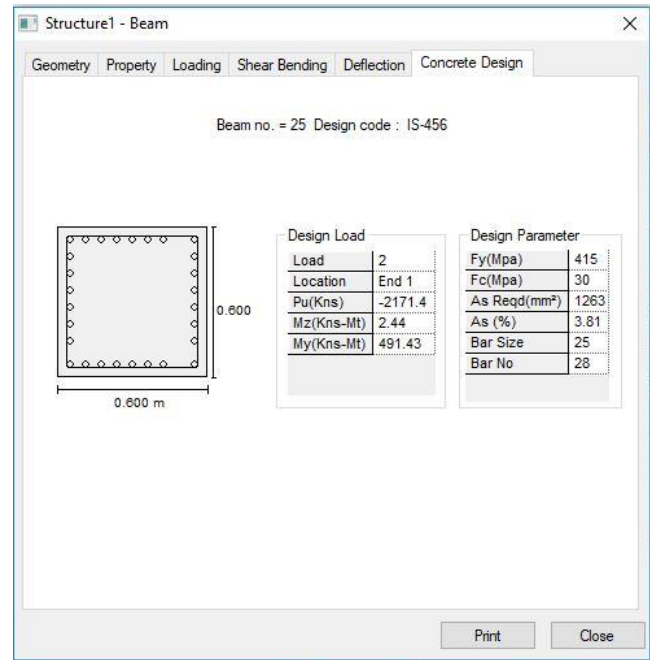 Structure1 - Beam
Geometry Property Loading Shear Bending Deflection Concrete Design
Beam no. = 25 Design code : IS-456
0.600
0.600 m
Design Load
Load 2
Location End 1
Pu(Kns) -2171.4
Mz(Kns-Mt) 2.44
My(Kns-Mt) 491.43
Design Parameter
Fy(Mpa) 415
Fc(Mpa) 30
As Reqd(mm²) 1263
As (%) 3.81
Bar Size 25
Bar No 28
Print Close